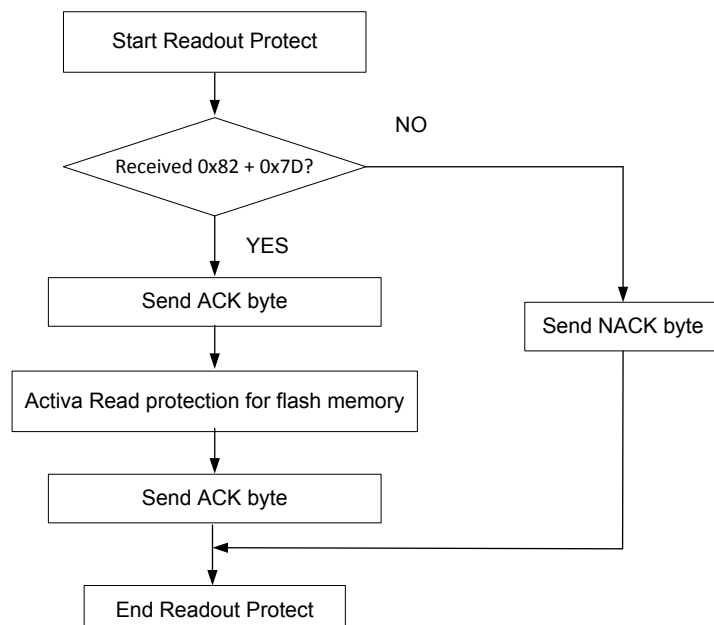 Start Readout Protect
NO
Received 0x82 + 0x7D?
YES
Send ACK byte
Send NACK byte
Activa Read protection for flash memory
Send ACK byte
End Readout Protect